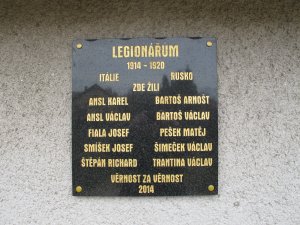 LEGIONÁŘUM
1914 - 1920
ITÁLIE RUSKO
ZDE ŽILI
ANSL KAREL BARTOŠ ARNOŠT
ANSL VÁCLAV BARTOŠ VÁCLAV
FIALA JOSEF PEŠEK MATĚJ
SMÍŠEK JOSEF ŠIMEČEK VÁCLAV
ŠTĚPÁN RICHARD TRANTINA VÁCLAV
VĚRNOST ZA VĚRNOST
2014